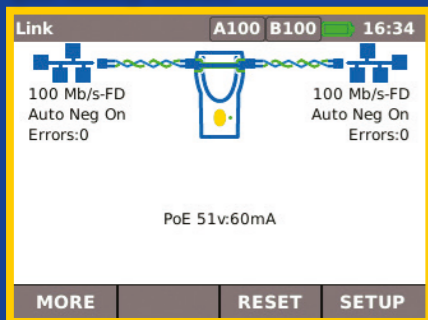 Link A100 B100 16:34
100 Mb/s-FD 100 Mb/s-FD
Auto Neg On Auto Neg On
Errors:0 Errors:0
PoE 51v:60mA
MORE RESET SETUP